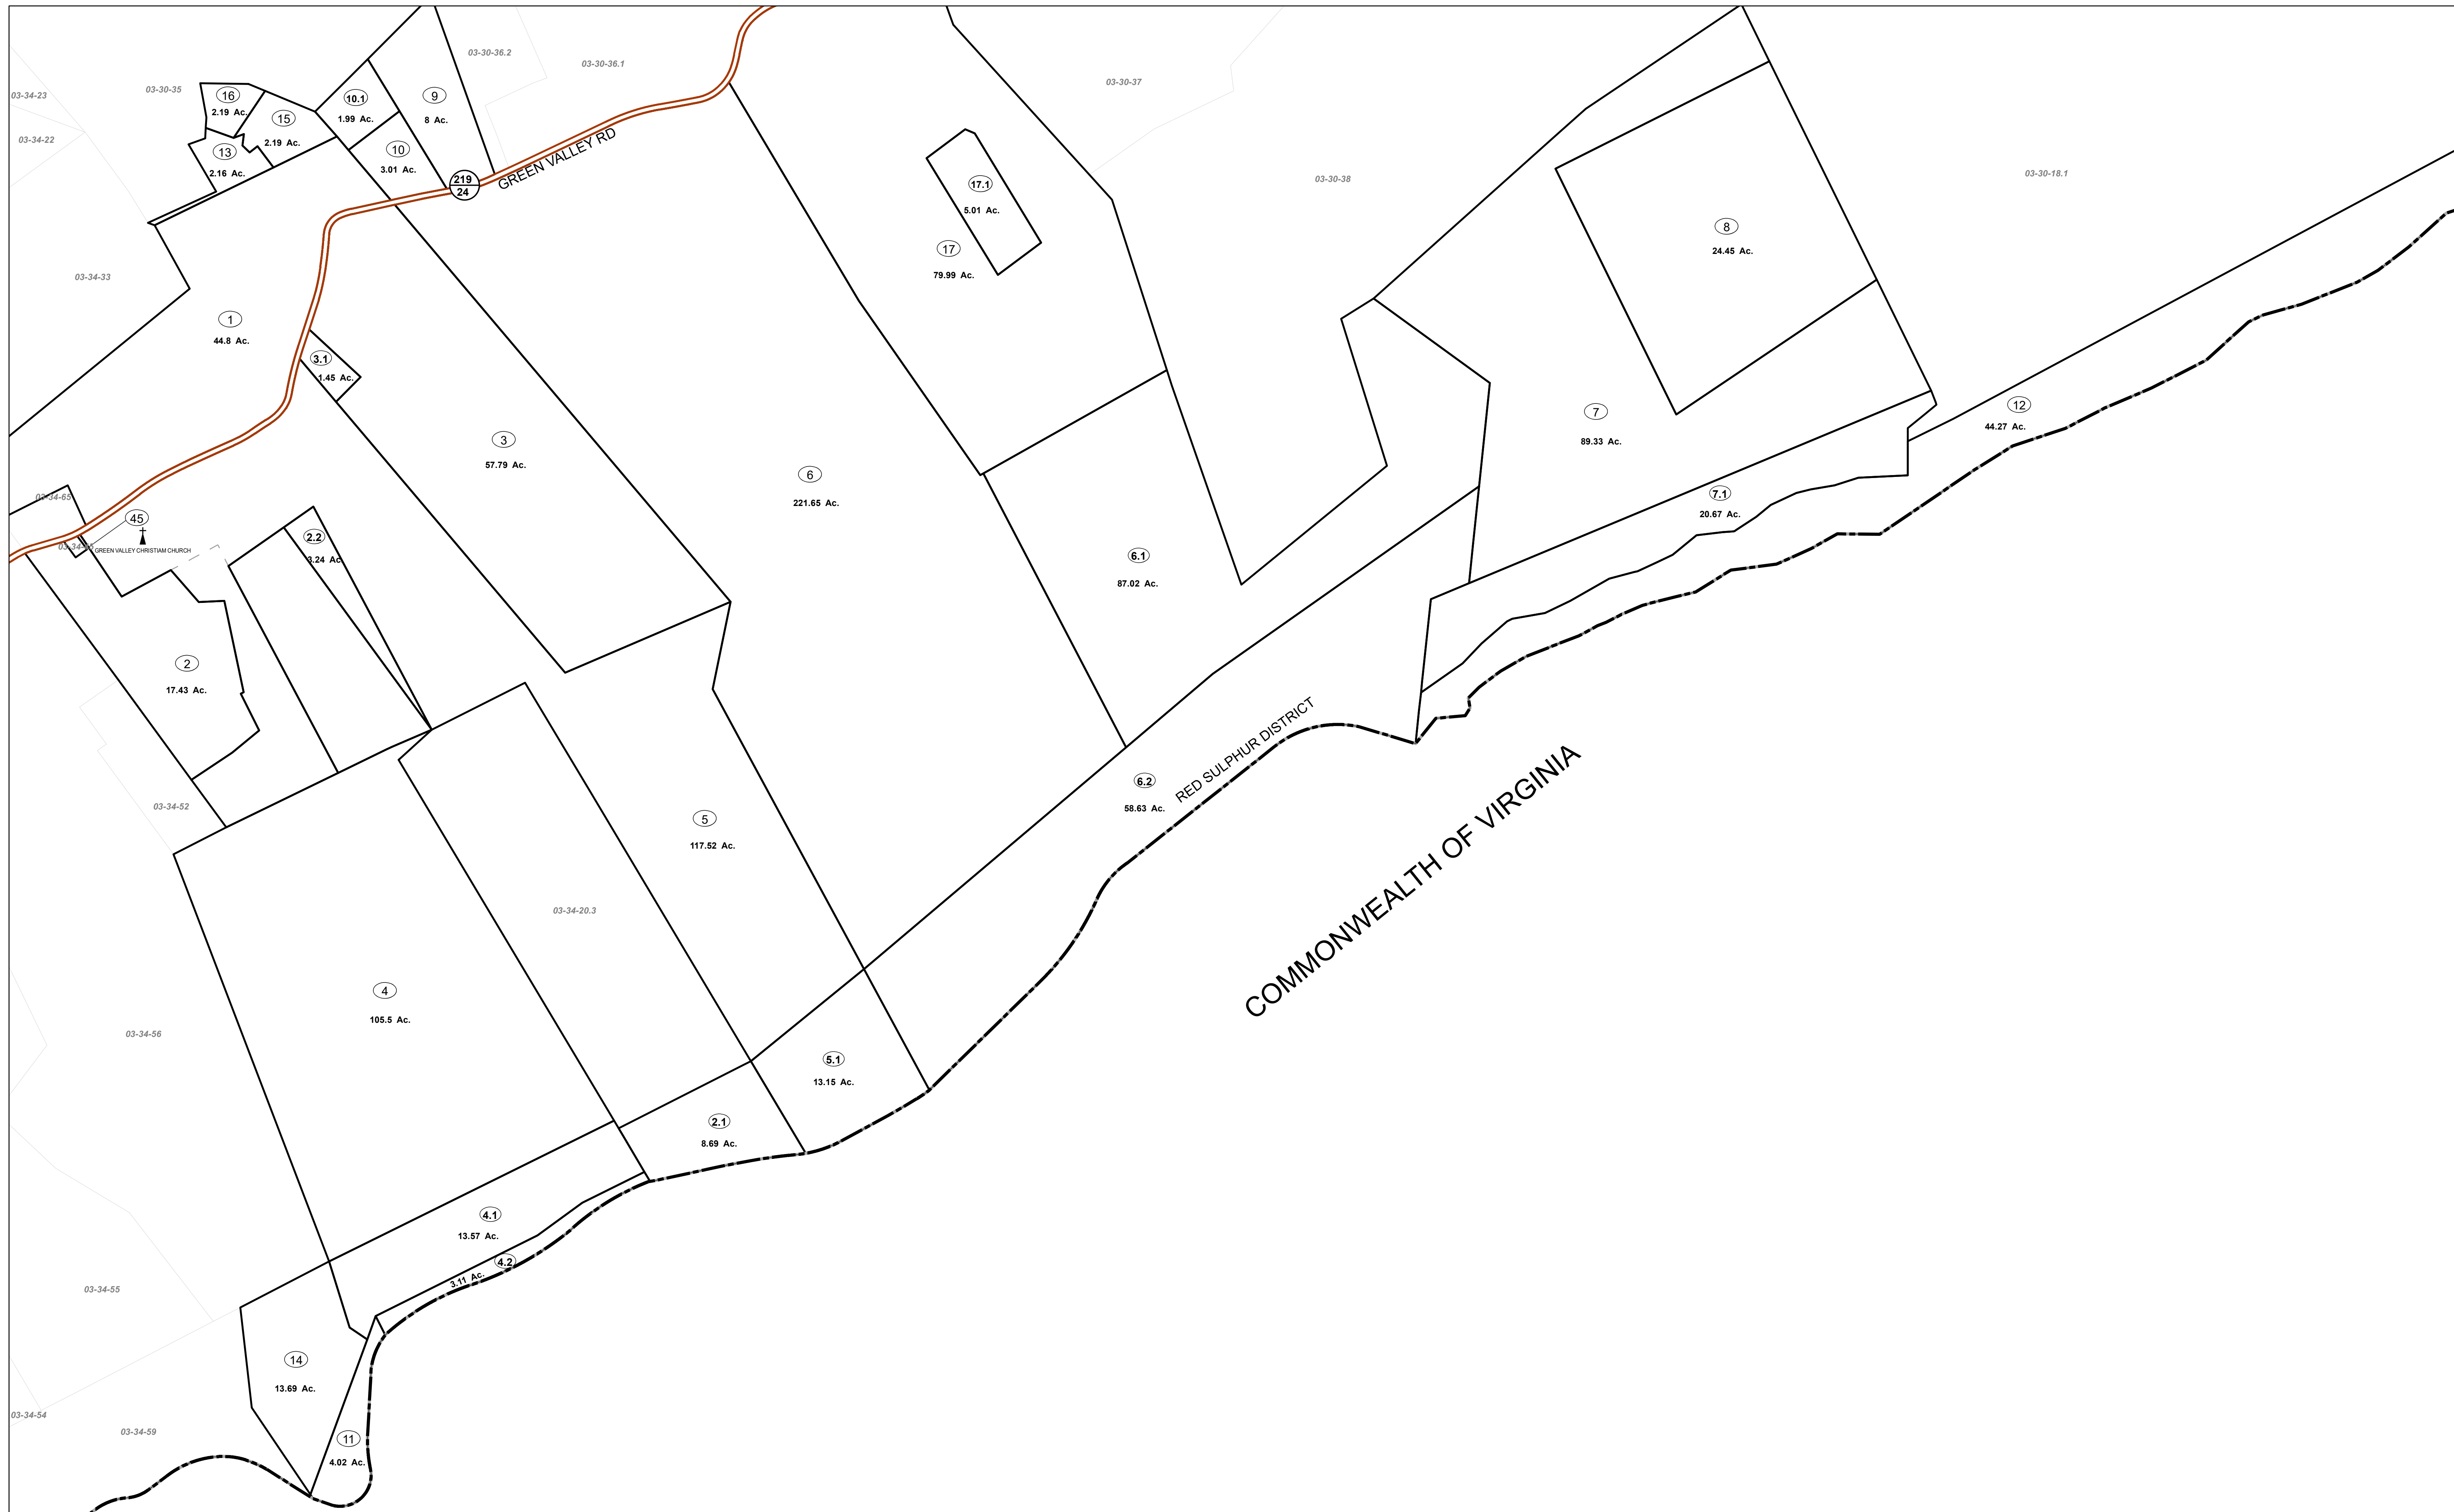 03-30-36.2
03-30-36.1
03-30-37
03-34-23
03-30-35
16
2.19 Ac.
10.1
1.99 Ac.
9
8 Ac.
15
2.19 Ac.
03-34-22
13
2.16 Ac.
10
3.01 Ac.
219
24
GREEN VALLEY RD
17.1
5.01 Ac.
03-30-38
03-30-18.1
8
24.45 Ac.
17
79.99 Ac.
03-34-33
1
44.8 Ac.
3.1
1.45 Ac.
3
57.79 Ac.
7
89.33 Ac.
12
44.27 Ac.
6
221.65 Ac.
03-34-65
45
GREEN VALLEY CHRISTIAM CHURCH
2.2
3.24 Ac.
7.1
20.67 Ac.
6.1
87.02 Ac.
2
17.43 Ac.
RED SULPHUR DISTRICT
6.2
58.63 Ac.
COMMONWEALTH OF VIRGINIA
03-34-52
5
117.52 Ac.
03-34-20.3
4
105.5 Ac.
03-34-56
5.1
13.15 Ac.
2.1
8.69 Ac.
4.1
13.57 Ac.
4.2
3.11 Ac.
03-34-55
14
13.69 Ac.
03-34-54
03-34-59
11
4.02 Ac.